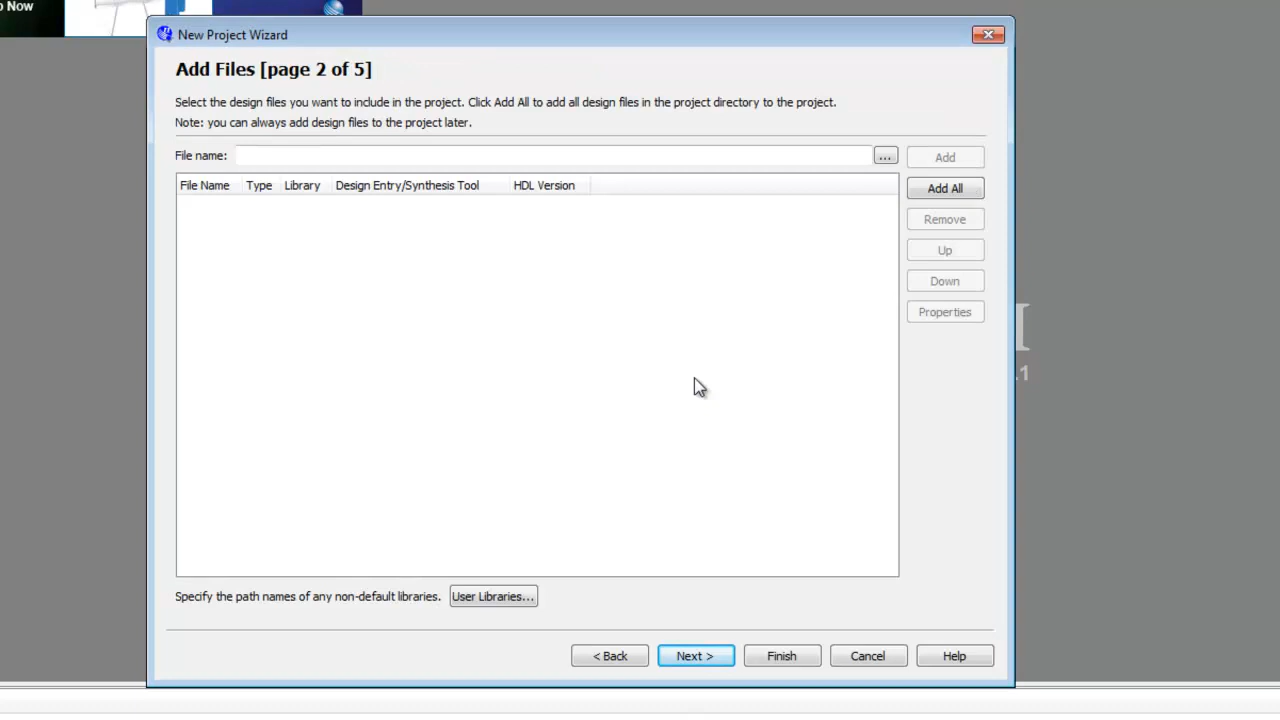 o Now
New Project Wizard
Add Files [page 2 of 5]
Select the design files you want to include in the project. Click Add All to add all design files in the project directory to the project.
Note: you can always add design files to the project later.
File name: ... Add
File Name Type Library Design Entry/Synthesis Tool HDL Version Add All
Remove
Up
Down
Properties
I
.1
Specify the path names of any non-default libraries. User Libraries...
< Back Next > Finish Cancel Help